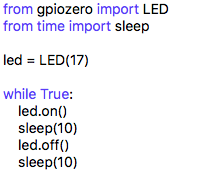 from gpiozero import LED
from time import sleep

led = LED(17)

while True:
    led.on()
    sleep(10)
    led.off()
    sleep(10)